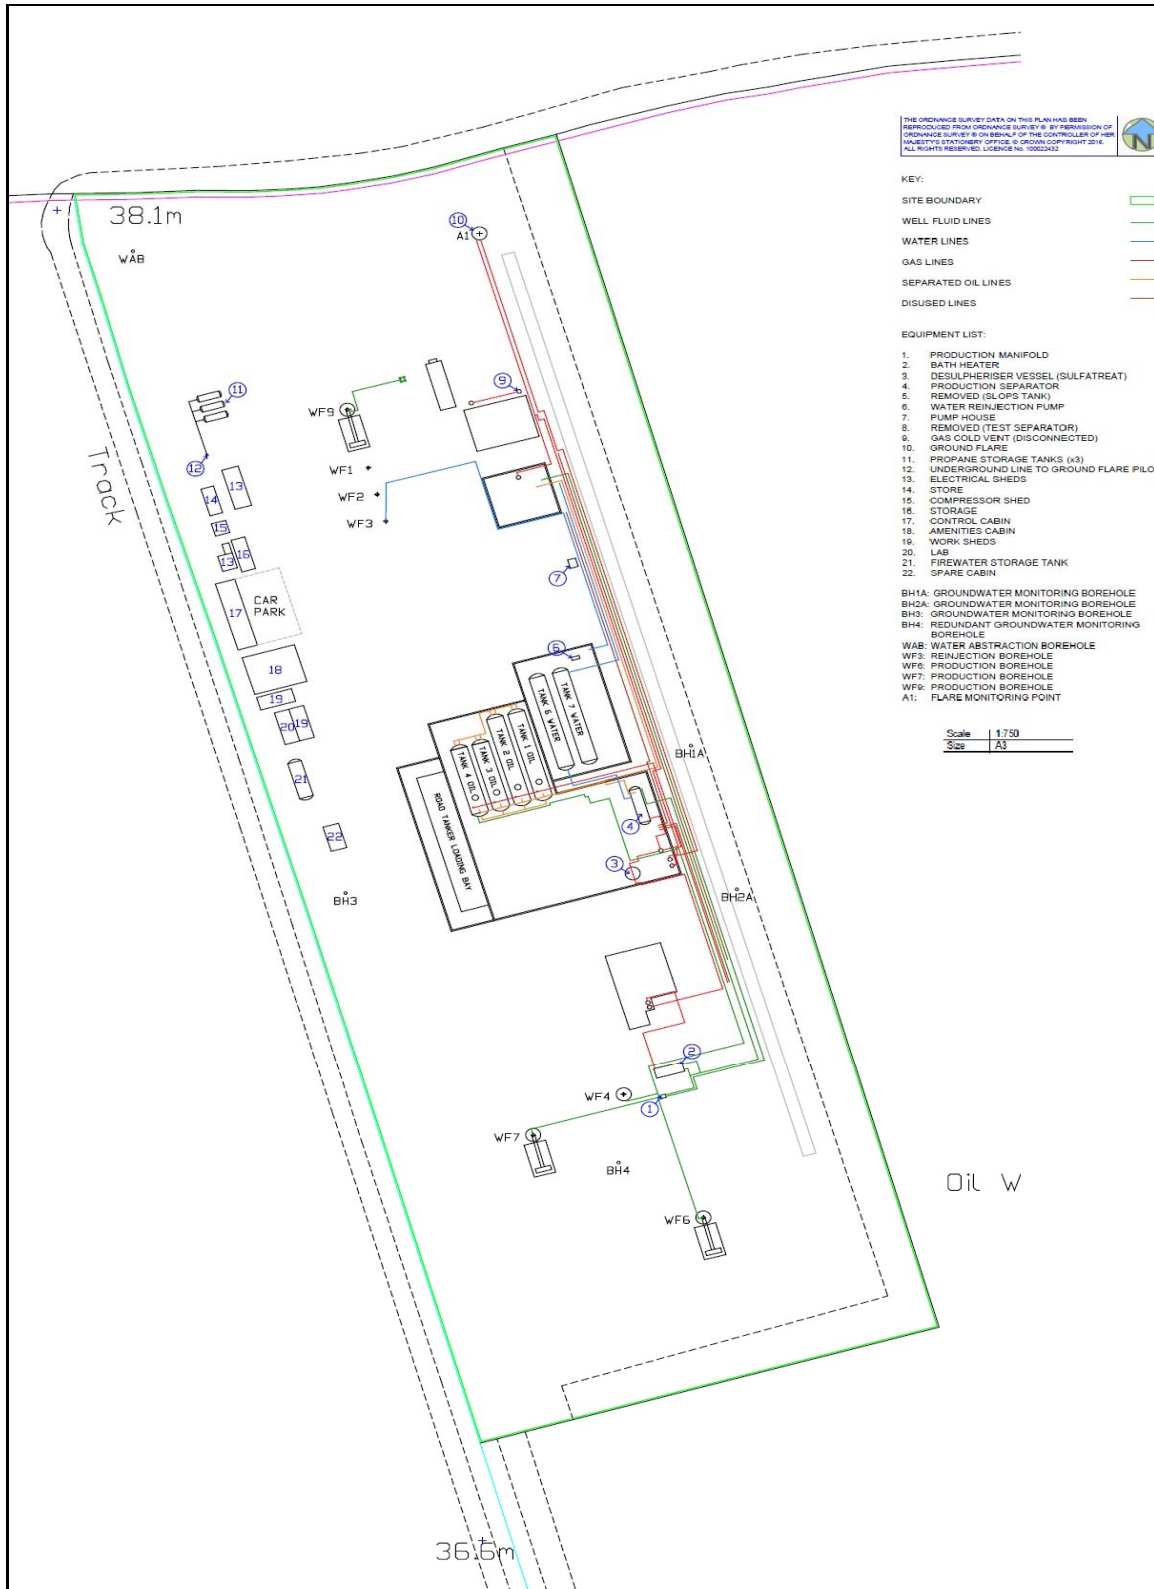 THE ORDNANCE SURVEY DATA ON THIS PLAN HAS BEEN
REPRODUCED FROM ORDNANCE SURVEY ® BY PERMISSION OF
ORDNANCE SURVEY ® ON BEHALF OF THE CONTROLLER OF HER
MAJESTY'S STATIONERY OFFICE. © CROWN COPYRIGHT 2016.
ALL RIGHTS RESERVED. LICENCE No. 100022432
N
KEY:
SITE BOUNDARY
WELL FLUID LINES
WATER LINES
GAS LINES
SEPARATED OIL LINES
DISUSED LINES
EQUIPMENT LIST:
1. PRODUCTION MANIFOLD
2. BATH HEATER
3. DESULPHERISER VESSEL (SULFATREAT)
4. PRODUCTION SEPARATOR
5. REMOVED (SLOPS TANK)
6. WATER REINJECTION PUMP
7. PUMP HOUSE
8. REMOVED (TEST SEPARATOR)
9. GAS COLD VENT (DISCONNECTED)
10. GROUND FLARE
11. PROPANE STORAGE TANKS (x3)
12. UNDERGROUND LINE TO GROUND FLARE PILO
13. ELECTRICAL SHEDS
14. STORE
15. COMPRESSOR SHED
16. STORAGE
17. CONTROL CABIN
18. AMENITIES CABIN
19. WORK SHEDS
20. LAB
21. FIREWATER STORAGE TANK
22. SPARE CABIN
BH1A: GROUNDWATER MONITORING BOREHOLE
BH2A: GROUNDWATER MONITORING BOREHOLE
BH3: GROUNDWATER MONITORING BOREHOLE
BH4: REDUNDANT GROUNDWATER MONITORING
BOREHOLE
WAB: WATER ABSTRACTION BOREHOLE
WF3: REINJECTION BOREHOLE
WF6: PRODUCTION BOREHOLE
WF7: PRODUCTION BOREHOLE
WF9: PRODUCTION BOREHOLE
A1: FLARE MONITORING POINT
Scale 1:750
Size A3
38.1m
WAB
10
A1
11
9
WF9
WF1
WF2
WF3
12
Track
13
14
15
16
13
7
17
CAR
PARK
18
6
19
20
19
TANK 7 WATER
TANK 6 WATER
TANK 1 OIL
TANK 2 OIL
TANK 3 OIL
TANK 4 OIL
ROAD TANKER LOADING BAY
21
22
BH1A
4
3
BH3
BH2A
2
WF4
1
WF7
BH4
WF6
Oil W
36.6m